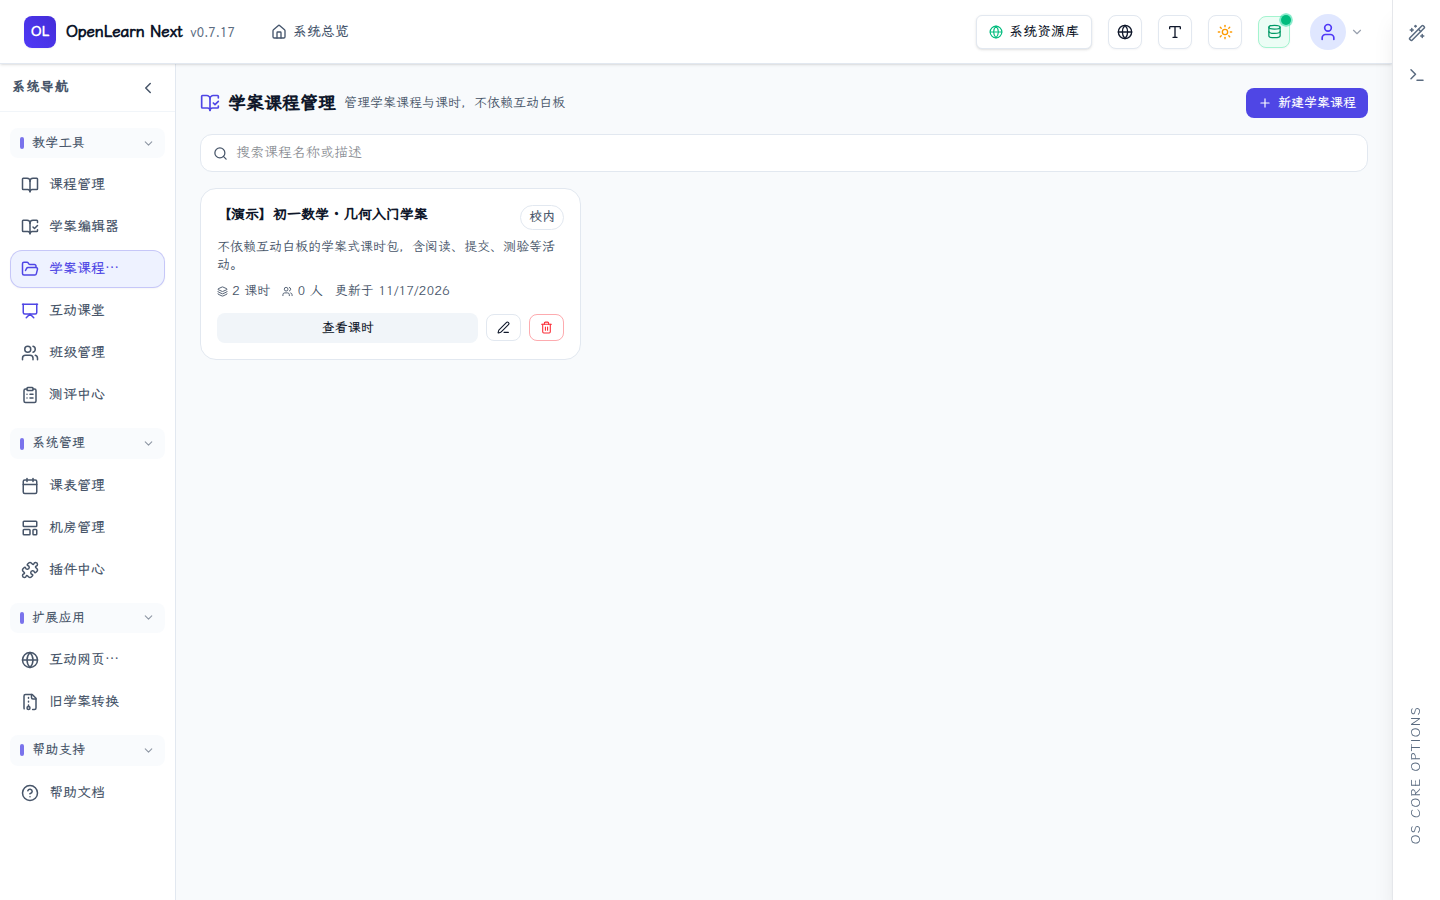 OL OpenLearn Next v0.7.17 系统总览 系统资源库
系统导航
教学工具
课程管理
学案编辑器
学案课程…
互动课堂
班级管理
测评中心
系统管理
课表管理
机房管理
插件中心
扩展应用
互动网页…
旧学案转换
帮助支持
帮助文档
学案课程管理 管理学案课程与课时，不依赖互动白板
新建学案课程
搜索课程名称或描述
【演示】初一数学·几何入门学案
校内
不依赖互动白板的学案式课时包，含阅读、提交、测验等活
动。
2 课时 0 人 更新于 11/17/2026
查看课时
OS CORE OPTIONS